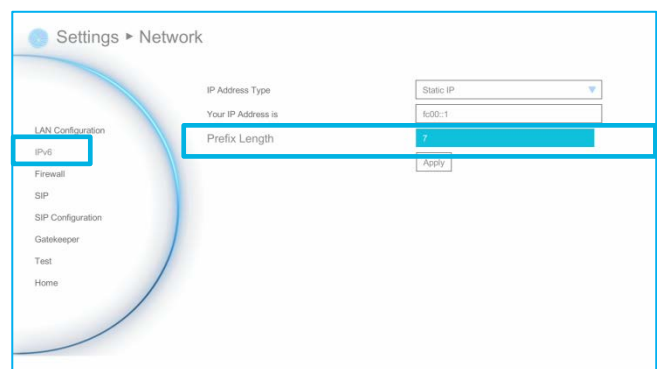 Settings ▸ Network
IP Address Type Static IP
Your IP Address is fc00::1
Prefix Length 7
Apply
LAN Configuration
IPv6
Firewall
SIP
SIP Configuration
Gatekeeper
Test
Home